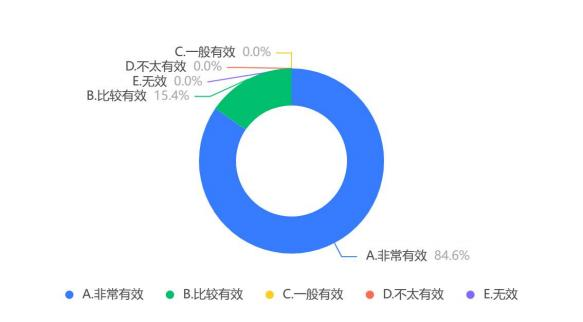 C.一般有效 0.0%
D.不太有效 0.0%
E.无效 0.0%
B.比较有效 15.4%
A.非常有效 84.6%
A.非常有效 B.比较有效 C.一般有效 D.不太有效 E.无效